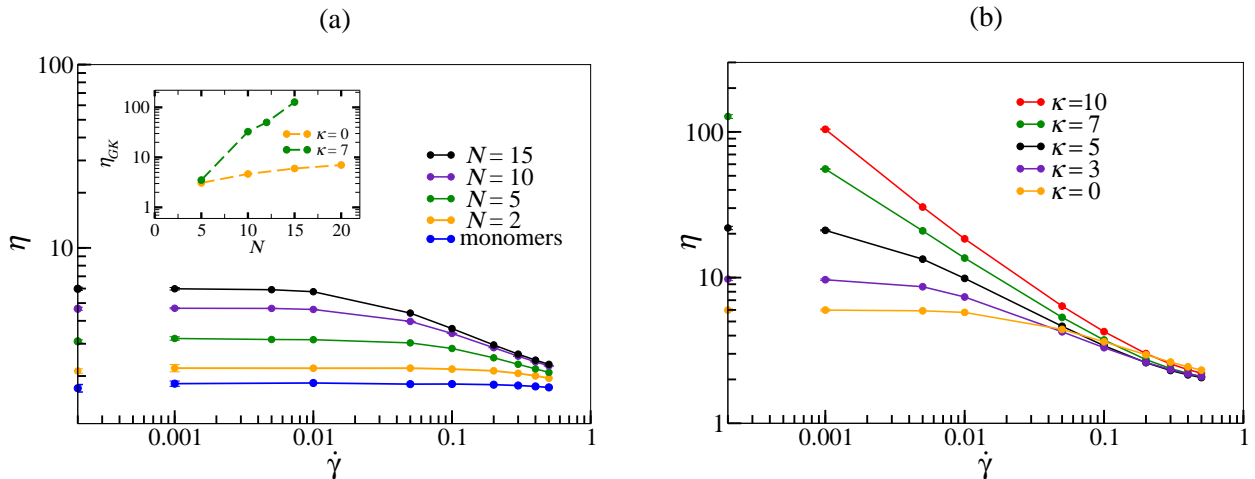 (a)
100
10
η
0.001
0.01
0.1
1
γ̇
100
10
1
η_GK
0
5
10
15
20
N
κ = 0
κ = 7
N = 15
N = 10
N = 5
N = 2
monomers
(b)
100
10
1
η
0.001
0.01
0.1
1
γ̇
κ = 10
κ = 7
κ = 5
κ = 3
κ = 0